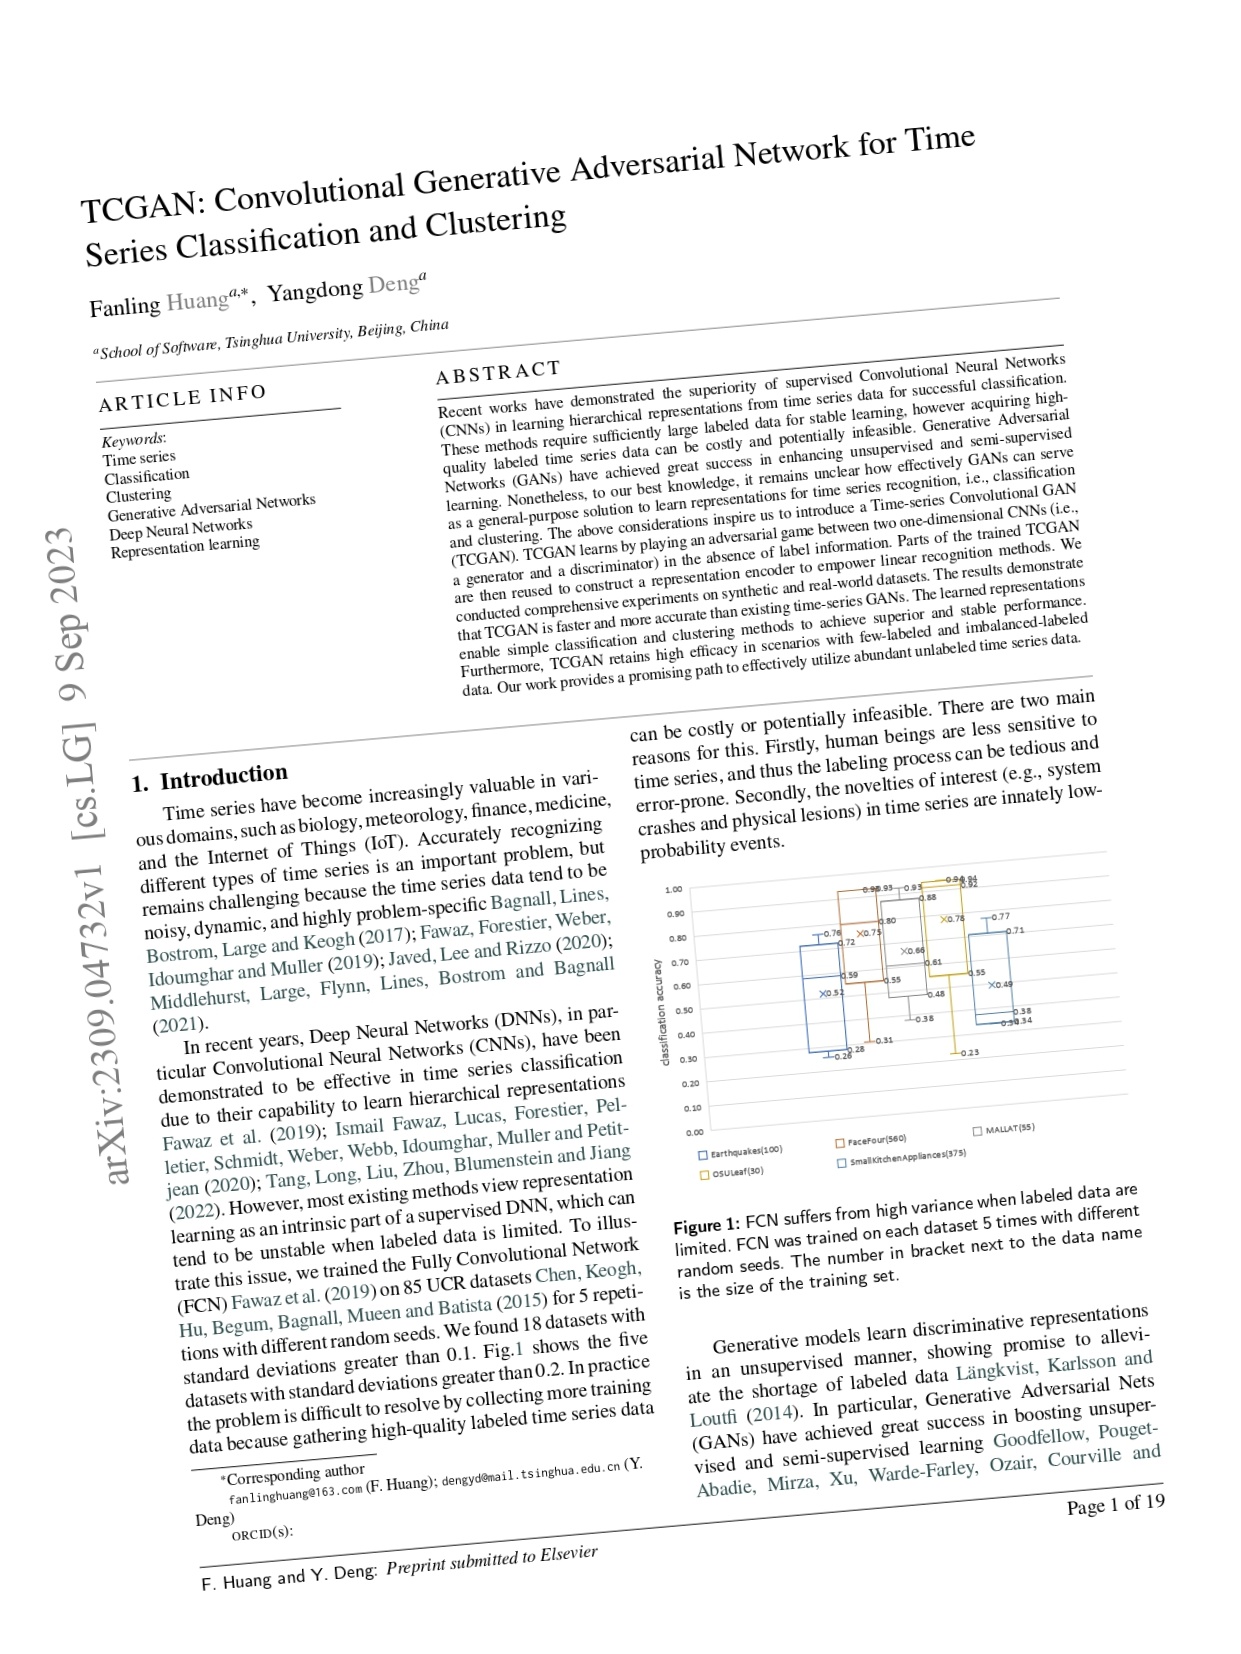 TCGAN: Convolutional Generative Adversarial Network for Time
Series Classification and Clustering
Fanling Huang^a,*, Yangdong Deng^a
^a School of Software, Tsinghua University, Beijing, China
ARTICLE INFO
Keywords:
Time series
Classification
Clustering
Generative Adversarial Networks
Deep Neural Networks
Representation learning
ABSTRACT
Recent works have demonstrated the superiority of supervised Convolutional Neural Networks
(CNNs) in learning hierarchical representations from time series data for successful classification.
These methods require sufficiently large labeled data for stable learning, however acquiring high-
quality labeled time series data can be costly and potentially infeasible. Generative Adversarial
Networks (GANs) have achieved great success in enhancing unsupervised and semi-supervised
learning. Nonetheless, to our best knowledge, it remains unclear how effectively GANs can serve
as a general-purpose solution to learn representations for time series recognition, i.e., classification
and clustering. The above considerations inspire us to introduce a Time-series Convolutional GAN
(TCGAN). TCGAN learns by playing an adversarial game between two one-dimensional CNNs (i.e.,
a generator and a discriminator) in the absence of label information. Parts of the trained TCGAN
are then reused to construct a representation encoder to empower linear recognition methods. We
conducted comprehensive experiments on synthetic and real-world datasets. The results demonstrate
that TCGAN is faster and more accurate than existing time-series GANs. The learned representations
enable simple classification and clustering methods to achieve superior and stable performance.
Furthermore, TCGAN retains high efficacy in scenarios with few-labeled and imbalanced-labeled
data. Our work provides a promising path to effectively utilize abundant unlabeled time series data.
arXiv:2309.04732v1 [cs.LG] 9 Sep 2023
1. Introduction
Time series have become increasingly valuable in vari-
ous domains, such as biology, meteorology, finance, medicine,
and the Internet of Things (IoT). Accurately recognizing
different types of time series is an important problem, but
remains challenging because the time series data tend to be
noisy, dynamic, and highly problem-specific Bagnall, Lines,
Bostrom, Large and Keogh (2017); Fawaz, Forestier, Weber,
Idoumghar and Muller (2019); Javed, Lee and Rizzo (2020);
Middlehurst, Large, Flynn, Lines, Bostrom and Bagnall
(2021).
In recent years, Deep Neural Networks (DNNs), in par-
ticular Convolutional Neural Networks (CNNs), have been
demonstrated to be effective in time series classification
due to their capability to learn hierarchical representations
Fawaz et al. (2019); Ismail Fawaz, Lucas, Forestier, Pel-
letier, Schmidt, Weber, Webb, Idoumghar, Muller and Petit-
jean (2020); Tang, Long, Liu, Zhou, Blumenstein and Jiang
(2022). However, most existing methods view representation
learning as an intrinsic part of a supervised DNN, which can
tend to be unstable when labeled data is limited. To illus-
trate this issue, we trained the Fully Convolutional Network
(FCN) Fawaz et al. (2019) on 85 UCR datasets Chen, Keogh,
Hu, Begum, Bagnall, Mueen and Batista (2015) for 5 repeti-
tions with different random seeds. We found 18 datasets with
standard deviations greater than 0.1. Fig.1 shows the five
datasets with standard deviations greater than 0.2. In practice
the problem is difficult to resolve by collecting more training
data because gathering high-quality labeled time series data
*Corresponding author
fanlinghuang@163.com (F. Huang); dengyd@mail.tsinghua.edu.cn (Y.
Deng)
ORCID(s):
can be costly or potentially infeasible. There are two main
reasons for this. Firstly, human beings are less sensitive to
time series, and thus the labeling process can be tedious and
error-prone. Secondly, the novelties of interest (e.g., system
crashes and physical lesions) in time series are innately low-
probability events.
classification accuracy
1.00
0.90
0.80
0.70
0.60
0.50
0.40
0.30
0.20
0.10
0.00
0.76
0.72
0.59
0.52
0.28
0.26
0.93
0.80
0.75
0.55
0.31
0.93
0.88
0.66
0.61
0.48
0.38
0.94
0.92
0.78
0.55
0.23
0.77
0.71
0.49
0.38
0.34
Earthquakes(100)
FaceFour(560)
MALLAT(55)
OSULeaf(30)
SmallKitchenAppliances(375)
Figure 1: FCN suffers from high variance when labeled data are
limited. FCN was trained on each dataset 5 times with different
random seeds. The number in bracket next to the data name
is the size of the training set.
Generative models learn discriminative representations
in an unsupervised manner, showing promise to allevi-
ate the shortage of labeled data Längkvist, Karlsson and
Loutfi (2014). In particular, Generative Adversarial Nets
(GANs) have achieved great success in boosting unsuper-
vised and semi-supervised learning Goodfellow, Pouget-
Abadie, Mirza, Xu, Warde-Farley, Ozair, Courville and
F. Huang and Y. Deng: Preprint submitted to Elsevier
Page 1 of 19